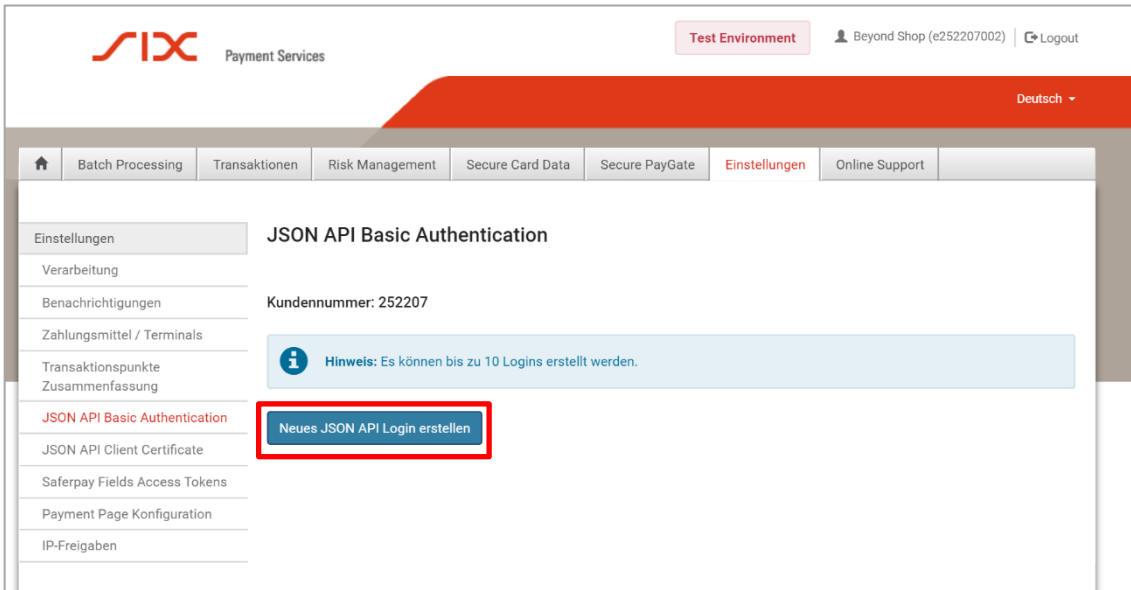 SIX
Payment Services
Test Environment
Beyond Shop (e252207002)
Logout
Deutsch
Batch Processing
Transaktionen
Risk Management
Secure Card Data
Secure PayGate
Einstellungen
Online Support
Einstellungen
Verarbeitung
Benachrichtigungen
Zahlungsmittel / Terminals
Transaktionspunkte
Zusammenfassung
JSON API Basic Authentication
JSON API Client Certificate
Saferpay Fields Access Tokens
Payment Page Konfiguration
IP-Freigaben
JSON API Basic Authentication
Kundennummer: 252207
Hinweis: Es können bis zu 10 Logins erstellt werden.
Neues JSON API Login erstellen